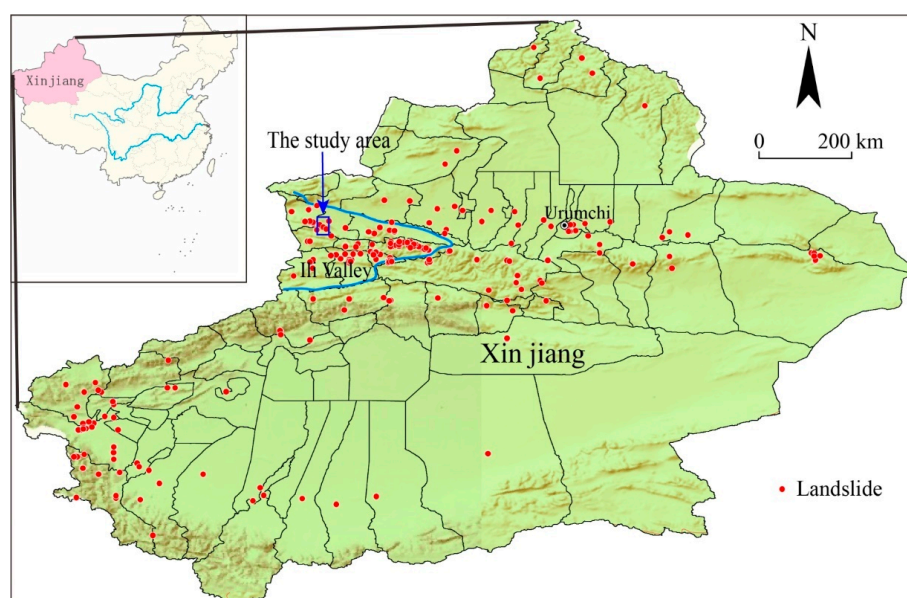 Xinjiang
N
0 200 km
The study area
Urumchi
Ili Valley
Xin jiang
Landslide